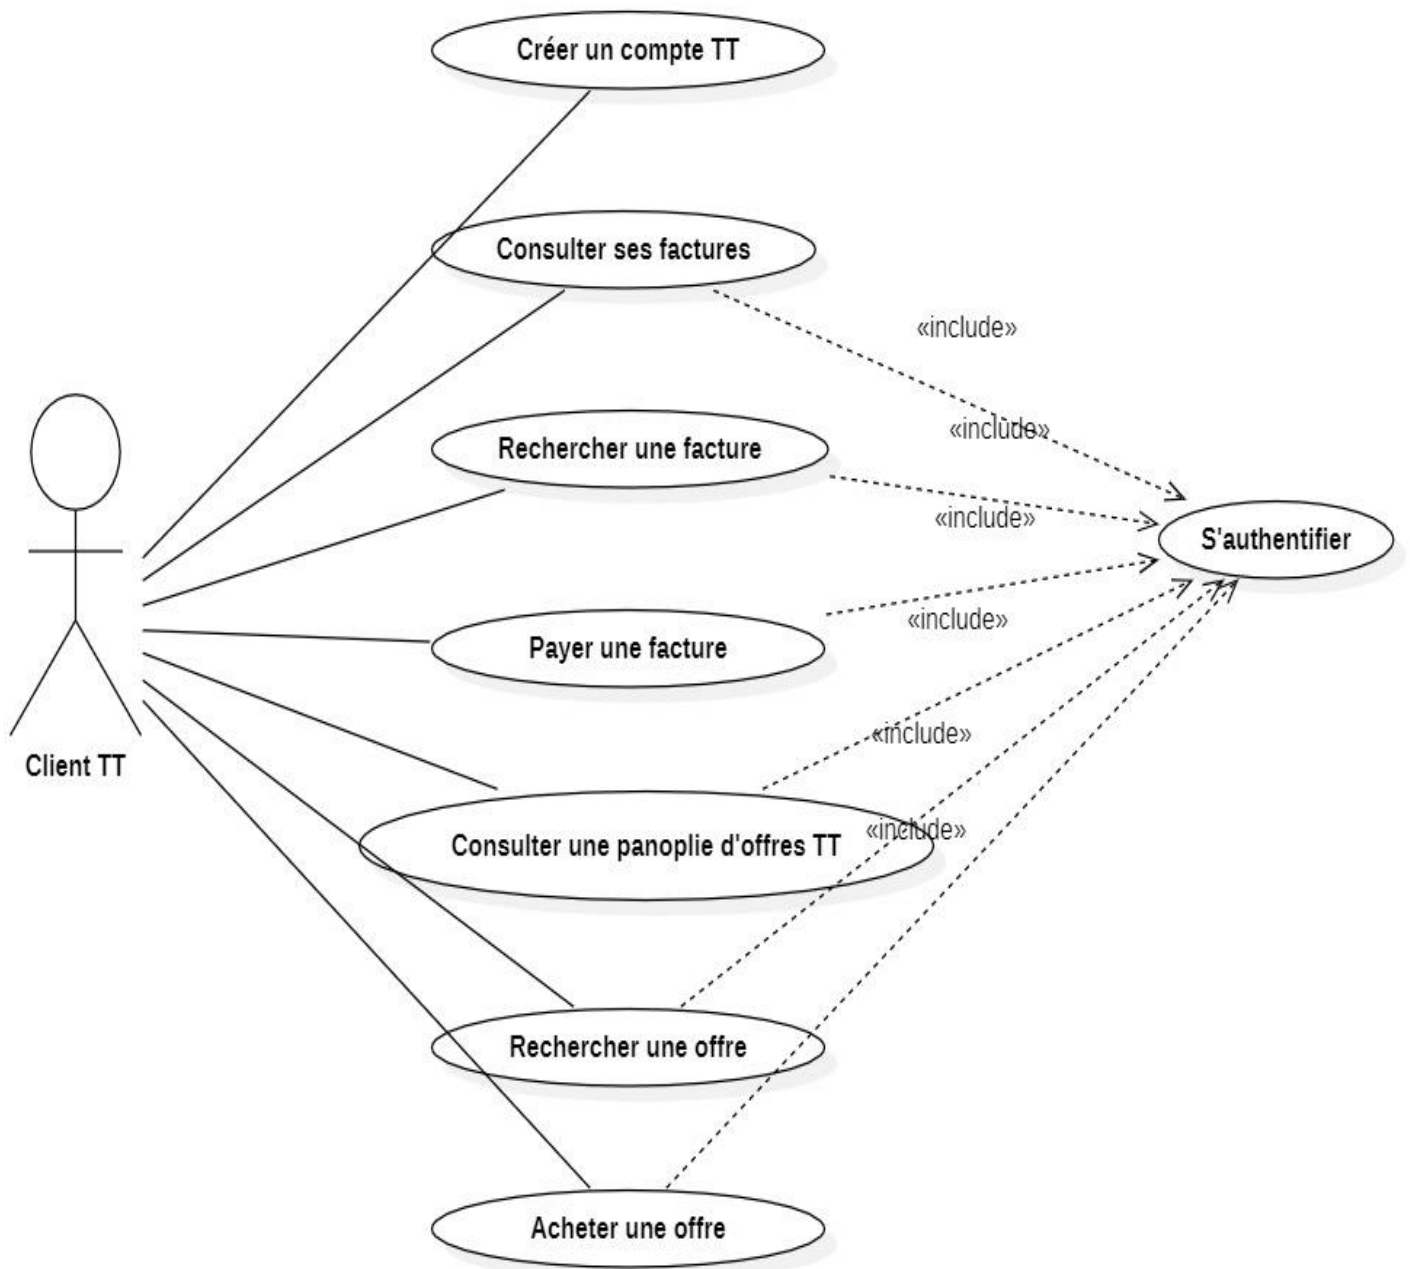 Créer un compte TT
Consulter ses factures
«include»
«include»
Rechercher une facture
«include»
S'authentifier
«include»
Payer une facture
«include»
Client TT
«include»
Consulter une panoplie d'offres TT
Rechercher une offre
Acheter une offre